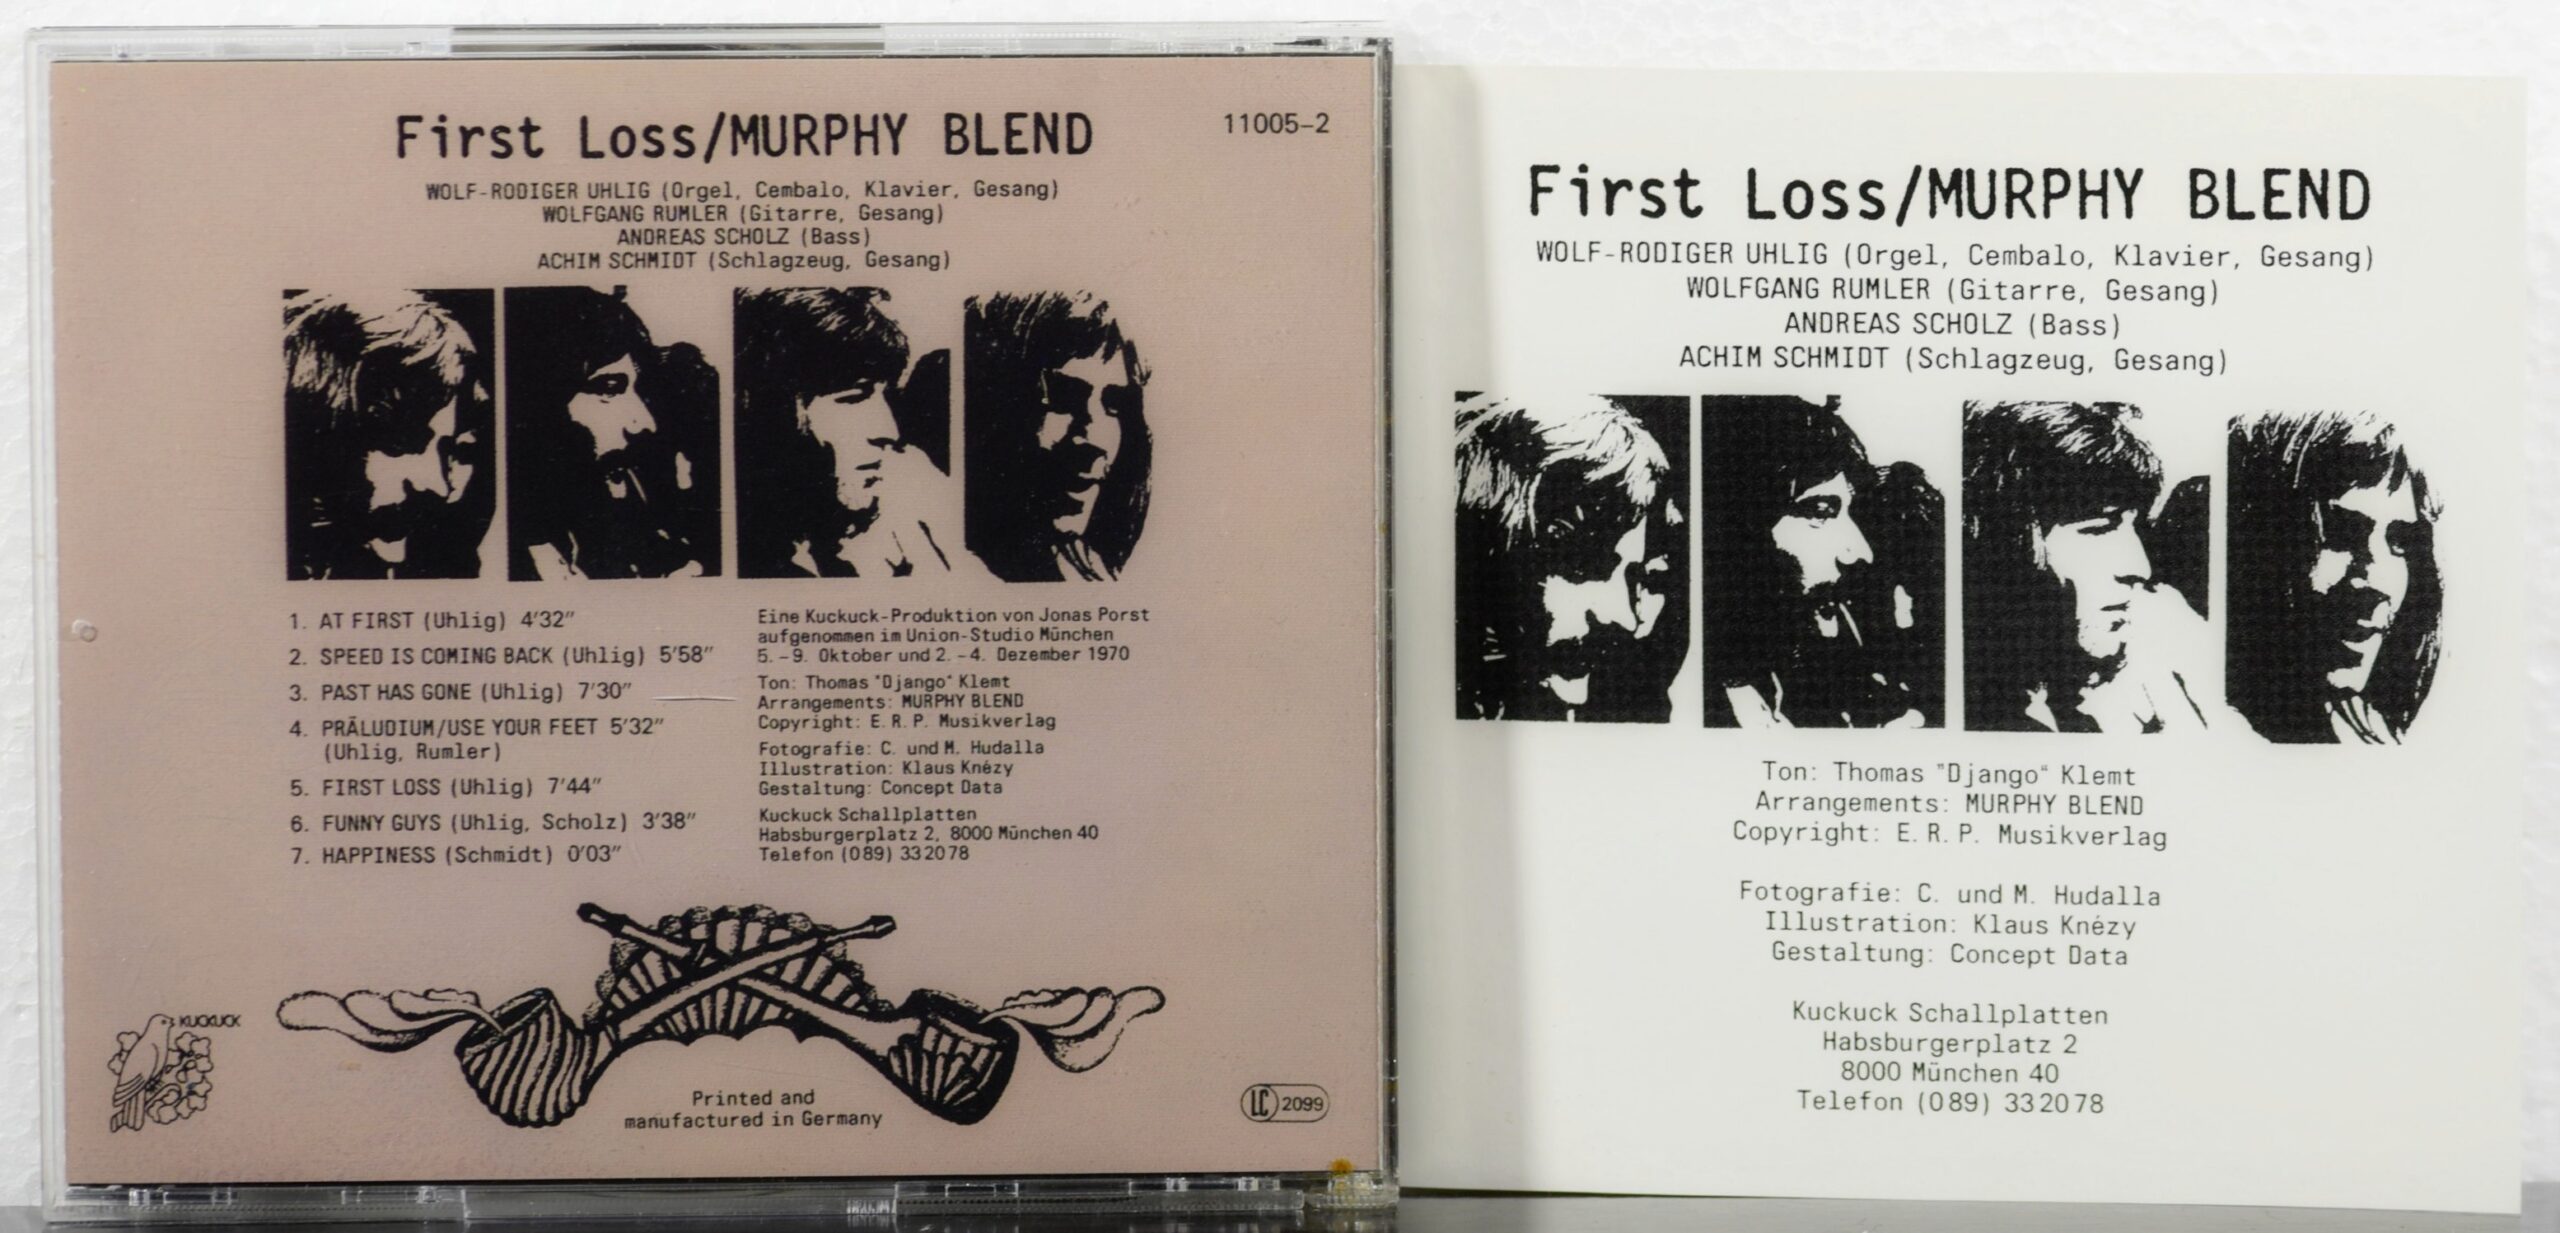 First Loss/MURPHY BLEND
11005-2
WOLF-RÜDIGER UHLIG (Orgel, Cembalo, Klavier, Gesang)
WOLFGANG RUMLER (Gitarre, Gesang)
ANDREAS SCHOLZ (Bass)
ACHIM SCHMIDT (Schlagzeug, Gesang)
1. AT FIRST (Uhlig) 4'32"
2. SPEED IS COMING BACK (Uhlig) 5'58"
3. PAST HAS GONE (Uhlig) 7'30"
4. PRÄLUDIUM/USE YOUR FEET 5'32"
(Uhlig, Rumler)
5. FIRST LOSS (Uhlig) 7'44"
6. FUNNY GUYS (Uhlig, Scholz) 3'38"
7. HAPPINESS (Schmidt) 0'03"
Eine Kuckuck-Produktion von Jonas Porst
aufgenommen im Union-Studio München
5.-9. Oktober und 2.-4. Dezember 1970
Ton: Thomas "Django" Klemt
Arrangements: MURPHY BLEND
Copyright: E. R. P. Musikverlag
Fotografie: C. und M. Hudalla
Illustration: Klaus Knézy
Gestaltung: Concept Data
Kuckuck Schallplatten
Habsburgerplatz 2, 8000 München 40
Telefon (089) 332078
KUCKUCK
Printed and
manufactured in Germany
LC 2099
First Loss/MURPHY BLEND
WOLF-RÜDIGER UHLIG (Orgel, Cembalo, Klavier, Gesang)
WOLFGANG RUMLER (Gitarre, Gesang)
ANDREAS SCHOLZ (Bass)
ACHIM SCHMIDT (Schlagzeug, Gesang)
Ton: Thomas "Django" Klemt
Arrangements: MURPHY BLEND
Copyright: E. R. P. Musikverlag
Fotografie: C. und M. Hudalla
Illustration: Klaus Knézy
Gestaltung: Concept Data
Kuckuck Schallplatten
Habsburgerplatz 2
8000 München 40
Telefon (089) 332078